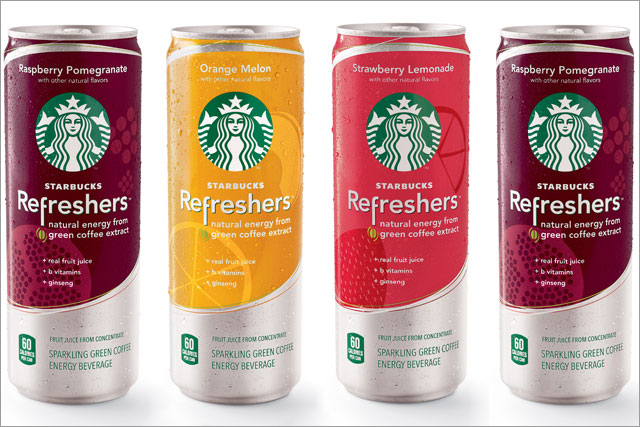 Raspberry Pomegranate
with other natural flavors
STARBUCKS
Refreshers™
natural energy from
green coffee extract
+ real fruit juice
+ b vitamins
+ ginseng
60
CALORIES
PER CAN
FRUIT JUICE FROM CONCENTRATE
SPARKLING GREEN COFFEE
ENERGY BEVERAGE
Orange Melon
with other natural flavors
STARBUCKS
Refreshers™
natural energy from
green coffee extract
+ real fruit juice
+ b vitamins
+ ginseng
60
CALORIES
PER CAN
FRUIT JUICE FROM CONCENTRATE
SPARKLING GREEN COFFEE
ENERGY BEVERAGE
Strawberry Lemonade
with other natural flavors
STARBUCKS
Refreshers™
natural energy from
green coffee extract
+ real fruit juice
+ b vitamins
+ ginseng
60
CALORIES
PER CAN
FRUIT JUICE FROM CONCENTRATE
SPARKLING GREEN COFFEE
ENERGY BEVERAGE
Raspberry Pomegranate
with other natural flavors
STARBUCKS
Refreshers™
natural energy from
green coffee extract
+ real fruit juice
+ b vitamins
+ ginseng
60
CALORIES
PER CAN
FRUIT JUICE FROM CONCENTRATE
SPARKLING GREEN COFFEE
ENERGY BEVERAGE